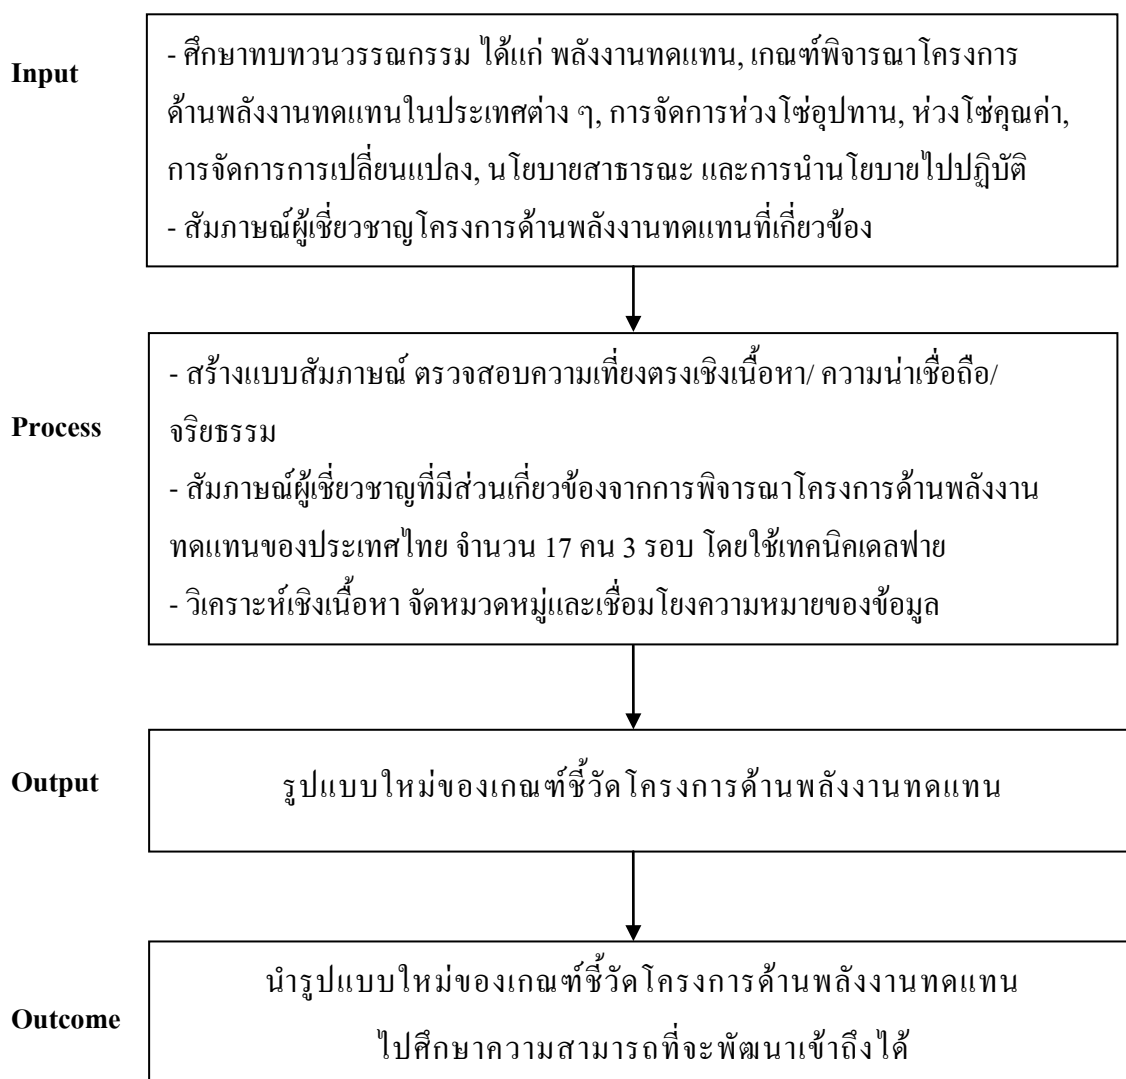 Input
- ศึกษาทบทวนวรรณกรรม ได้แก่ พลังงานทดแทน, เกณฑ์พิจารณาโครงการ
ด้านพลังงานทดแทนในประเทศต่าง ๆ, การจัดการห่วงโซ่อุปทาน, ห่วงโซ่คุณค่า,
การจัดการการเปลี่ยนแปลง, นโยบายสาธารณะ และการนำนโยบายไปปฏิบัติ
- สัมภาษณ์ผู้เชี่ยวชาญโครงการด้านพลังงานทดแทนที่เกี่ยวข้อง
Process
- สร้างแบบสัมภาษณ์ ตรวจสอบความเที่ยงตรงเชิงเนื้อหา/ ความน่าเชื่อถือ/
จริยธรรม
- สัมภาษณ์ผู้เชี่ยวชาญที่มีส่วนเกี่ยวข้องจากการพิจารณาโครงการด้านพลังงาน
ทดแทนของประเทศไทย จำนวน 17 คน 3 รอบ โดยใช้เทคนิคเดลฟาย
- วิเคราะห์เชิงเนื้อหา จัดหมวดหมู่และเชื่อมโยงความหมายของข้อมูล
Output
รูปแบบใหม่ของเกณฑ์ชี้วัดโครงการด้านพลังงานทดแทน
Outcome
นำรูปแบบใหม่ของเกณฑ์ชี้วัดโครงการด้านพลังงานทดแทน
ไปศึกษาความสามารถที่จะพัฒนาเข้าถึงได้